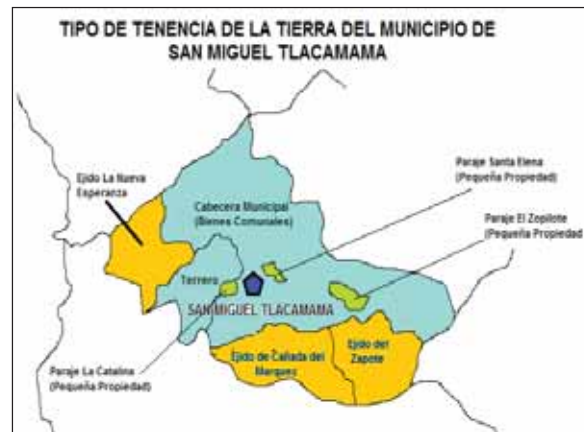 TIPO DE TENENCIA DE LA TIERRA DEL MUNICIPIO DE
SAN MIGUEL TLACAMAMA
Ejido La Nueva
Esperanza
Cabecera Municipal
(Bienes Comunales)
Paraje Santa Elena
(Pequeña Propiedad)
Paraje El Zopilote
(Pequeña Propiedad
Terrero
SAN MIGUEL TLACAMAMA
Paraje La Catalina
(Pequeña Propiedad)
Ejido de Cañada del
Marques
Ejido del
Zapote